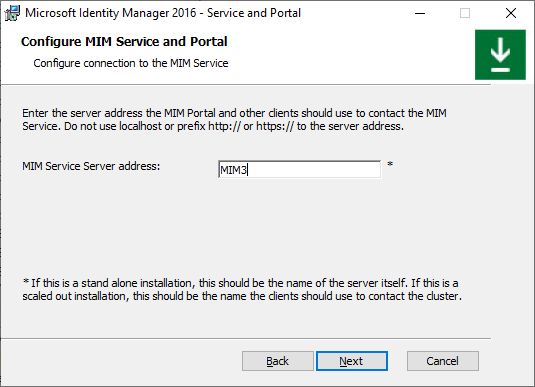 Microsoft Identity Manager 2016 - Service and Portal
Configure MIM Service and Portal
Configure connection to the MIM Service
Enter the server address the MIM Portal and other clients should use to contact the MIM
Service. Do not use localhost or prefix http:// or https:// to the server address.
MIM Service Server address:
MIM3
*
* If this is a stand alone installation, this should be the name of the server itself. If this is a
scaled out installation, this should be the name the clients should use to contact the cluster.
Back
Next
Cancel